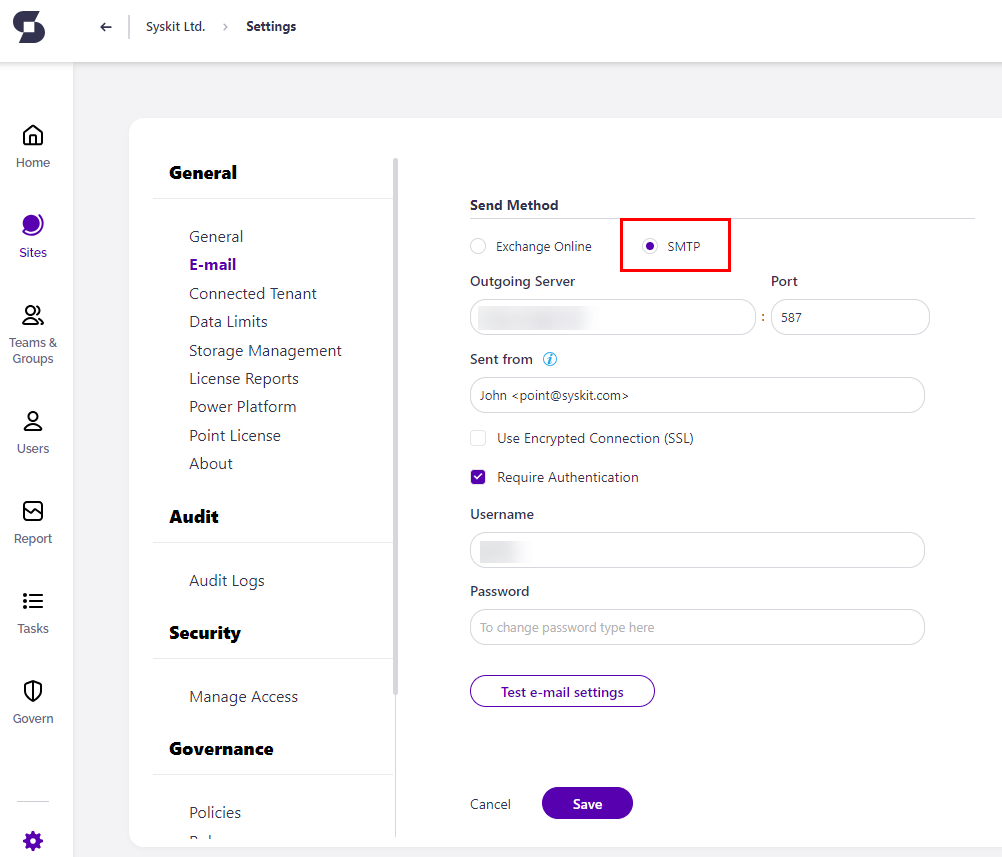 Syskit Ltd. > Settings
Home
Sites
Teams &
Groups
Users
Report
Tasks
Govern
General
General
E-mail
Connected Tenant
Data Limits
Storage Management
License Reports
Power Platform
Point License
About
Audit
Audit Logs
Security
Manage Access
Governance
Policies
Send Method
Exchange Online
SMTP
Outgoing Server
Port
:
587
Sent from
John <point@syskit.com>
Use Encrypted Connection (SSL)
Require Authentication
Username
Password
To change password type here
Test e-mail settings
Cancel
Save